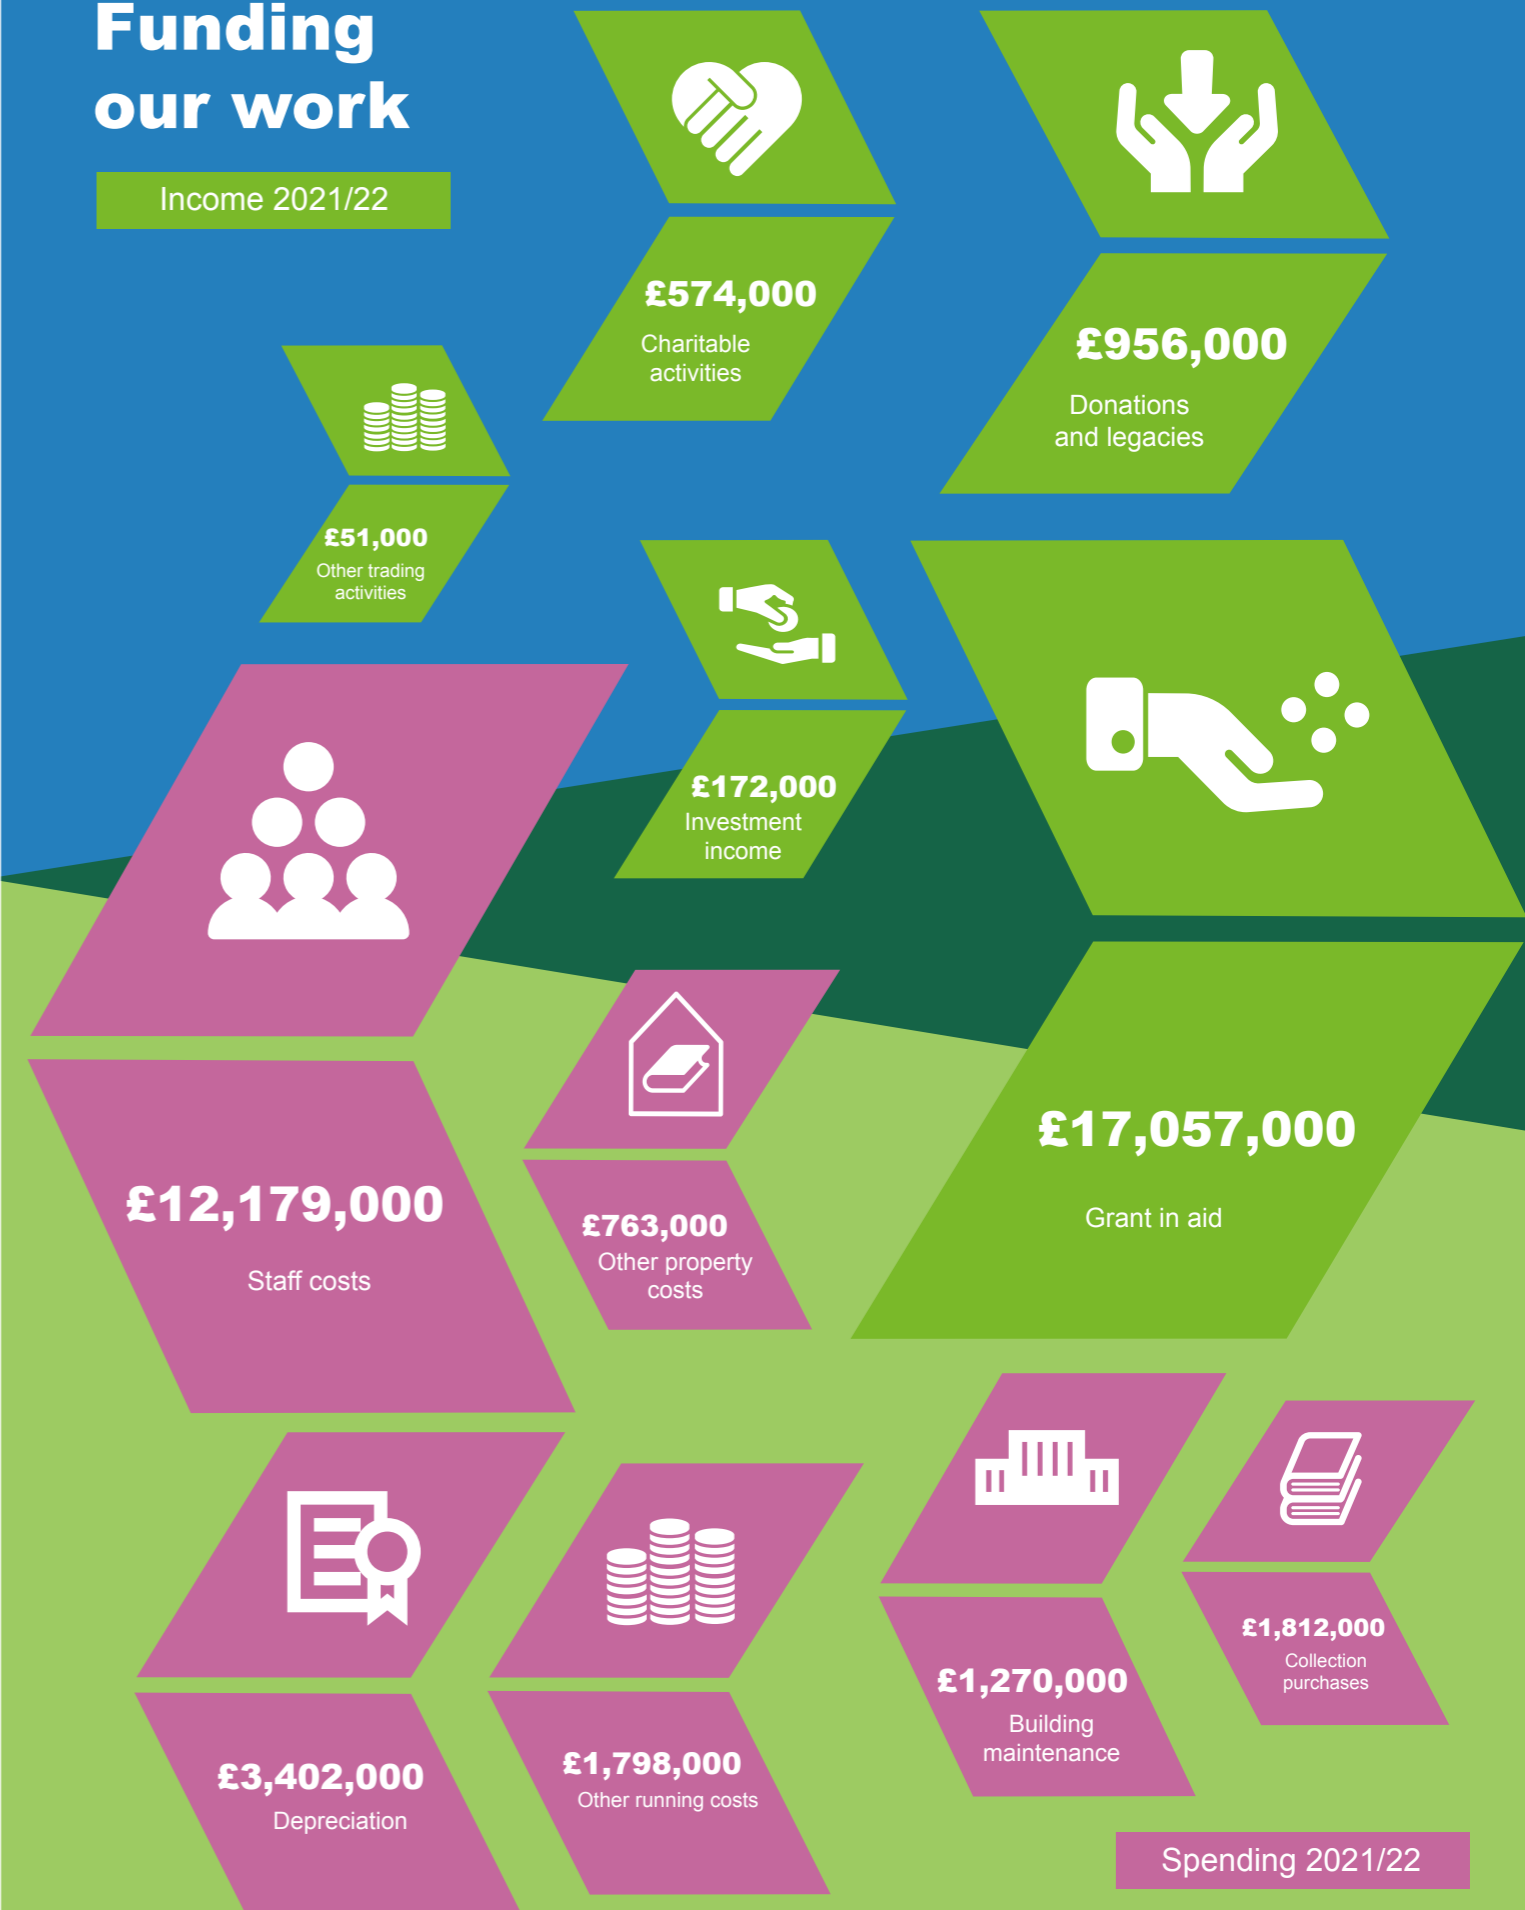 Funding
our work
Income 2021/22
£574,000
Charitable
activities
£956,000
Donations
and legacies
£51,000
Other trading
activities
£172,000
Investment
income
£17,057,000
Grant in aid
£12,179,000
Staff costs
£763,000
Other property
costs
£3,402,000
Depreciation
£1,798,000
Other running costs
£1,270,000
Building
maintenance
£1,812,000
Collection
purchases
Spending 2021/22